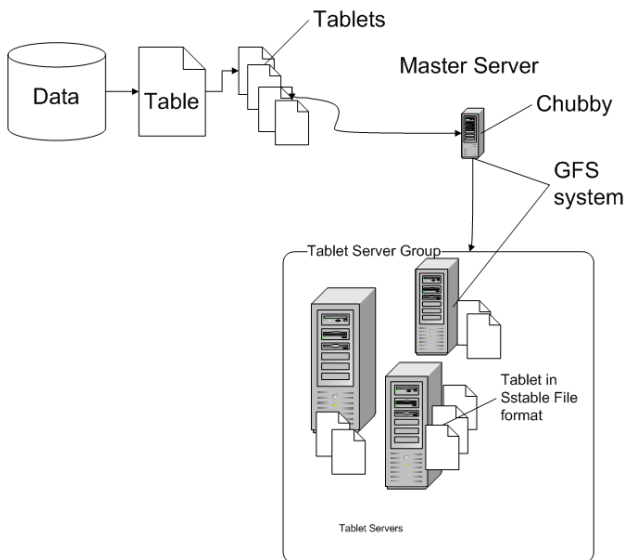 Tablets
Master Server
Data
Table
Chubby
GFS
system
Tablet Server Group
Tablet in
Sstable File
format
Tablet Servers